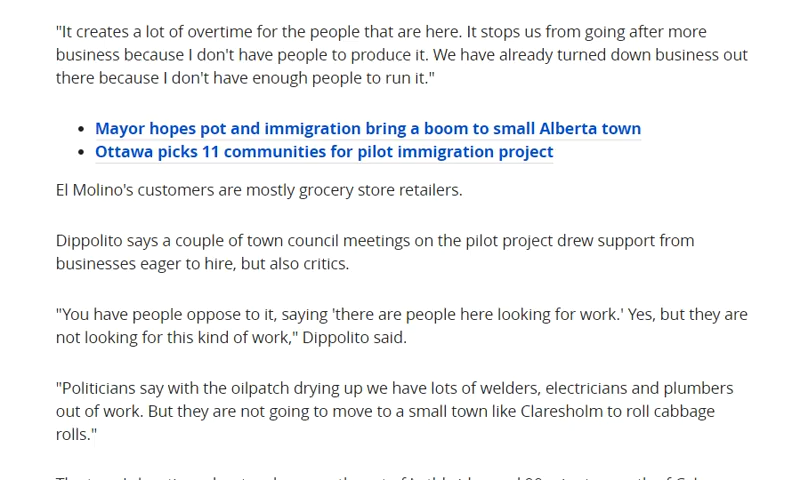 "It creates a lot of overtime for the people that are here. It stops us from going after more
business because I don't have people to produce it. We have already turned down business out
there because I don't have enough people to run it."
Mayor hopes pot and immigration bring a boom to small Alberta town
Ottawa picks 11 communities for pilot immigration project
El Molino's customers are mostly grocery store retailers.
Dippolito says a couple of town council meetings on the pilot project drew support from
businesses eager to hire, but also critics.
"You have people oppose to it, saying 'there are people here looking for work.' Yes, but they are
not looking for this kind of work," Dippolito said.
"Politicians say with the oilpatch drying up we have lots of welders, electricians and plumbers
out of work. But they are not going to move to a small town like Claresholm to roll cabbage
rolls."